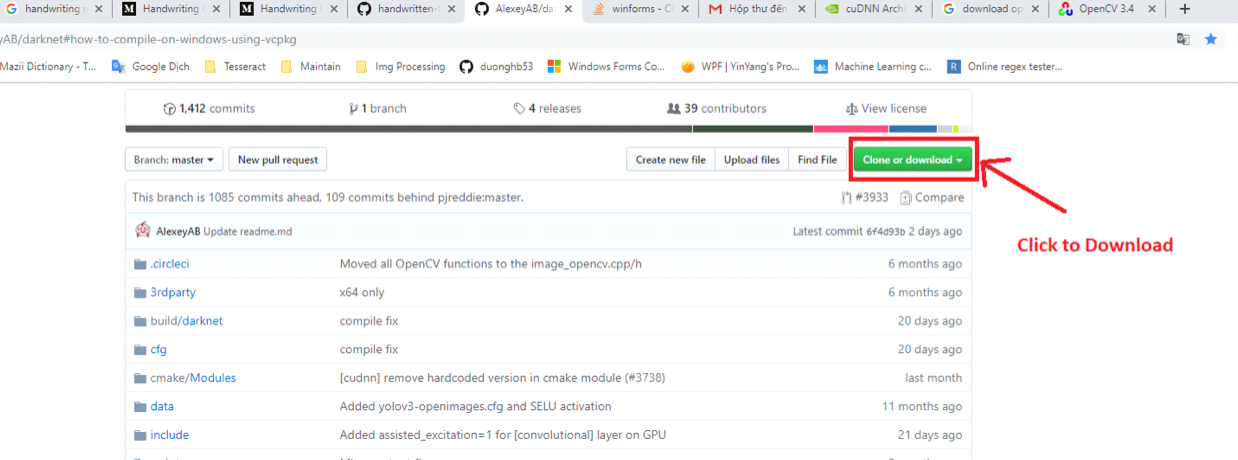 handwriting r
Handwriting O
Handwriting O
handwritten-t
AlexeyAB/dar
winforms - C
Hộp thư đến
cuDNN Archi
download op
OpenCV 3.4
yAB/darknet#how-to-compile-on-windows-using-vcpkg
Mazii Dictionary - T...
Google Dịch
Tesseract
Maintain
Img Processing
duonghb53
Windows Forms Co...
WPF | YinYang's Pro...
Machine Learning c...
Online regex tester...
1,412 commits
1 branch
4 releases
39 contributors
View license
Branch: master
New pull request
Create new file
Upload files
Find File
Clone or download
This branch is 1085 commits ahead, 109 commits behind pjreddie:master.
#3933
Compare
AlexeyAB Update readme.md
Latest commit 6f4d93b 2 days ago
Click to Download
.circleci
Moved all OpenCV functions to the image_opencv.cpp/h
6 months ago
3rdparty
x64 only
6 months ago
build/darknet
compile fix
20 days ago
cfg
compile fix
20 days ago
cmake/Modules
[cudnn] remove hardcoded version in cmake module (#3738)
last month
data
Added yolov3-openimages.cfg and SELU activation
11 months ago
include
Added assisted_excitation=1 for [convolutional] layer on GPU
21 days ago